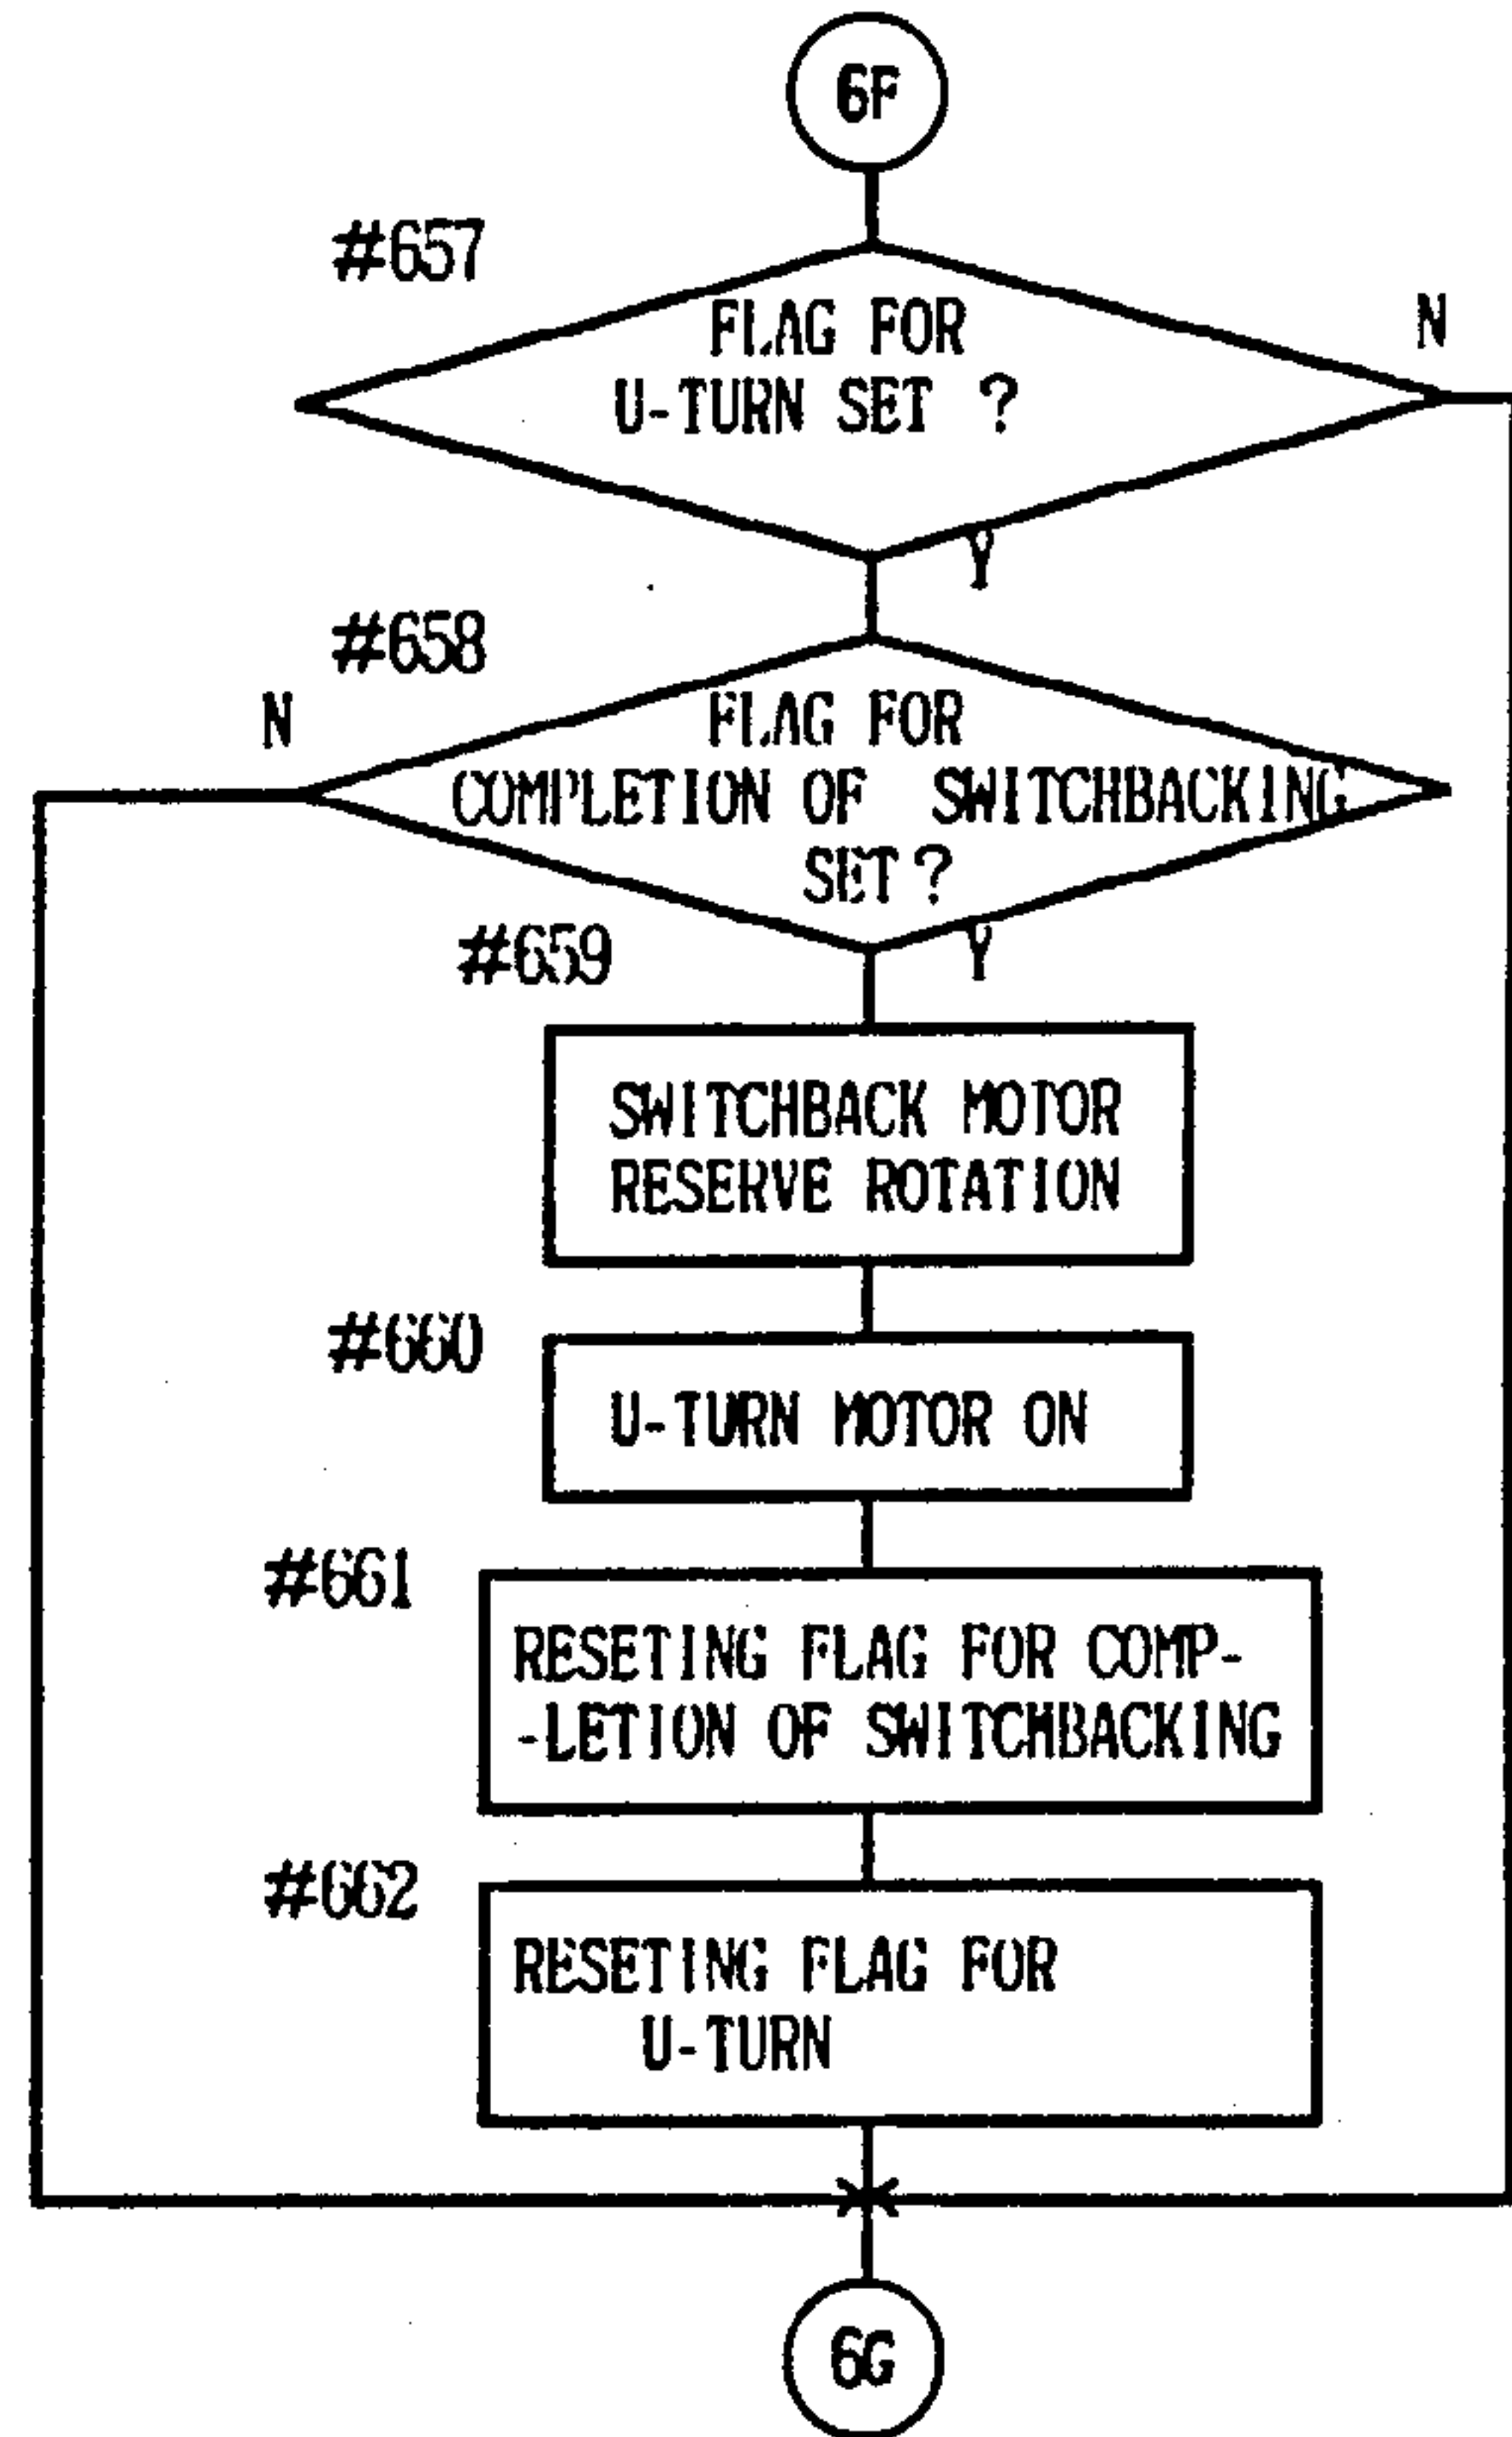 6F
#657
FLAG FOR
N
U-TURN SET ?
Y
#658
N
FLAG FOR
COMPLETION OF SWITCHBACKING
SET ?
#659
Y
SWITCHBACK MOTOR
RESERVE ROTATION
#660
U-TURN MOTOR ON
#661
RESETING FLAG FOR COMP-
-LETION OF SWITCHBACKING
#662
RESETING FLAG FOR
U-TURN
6G